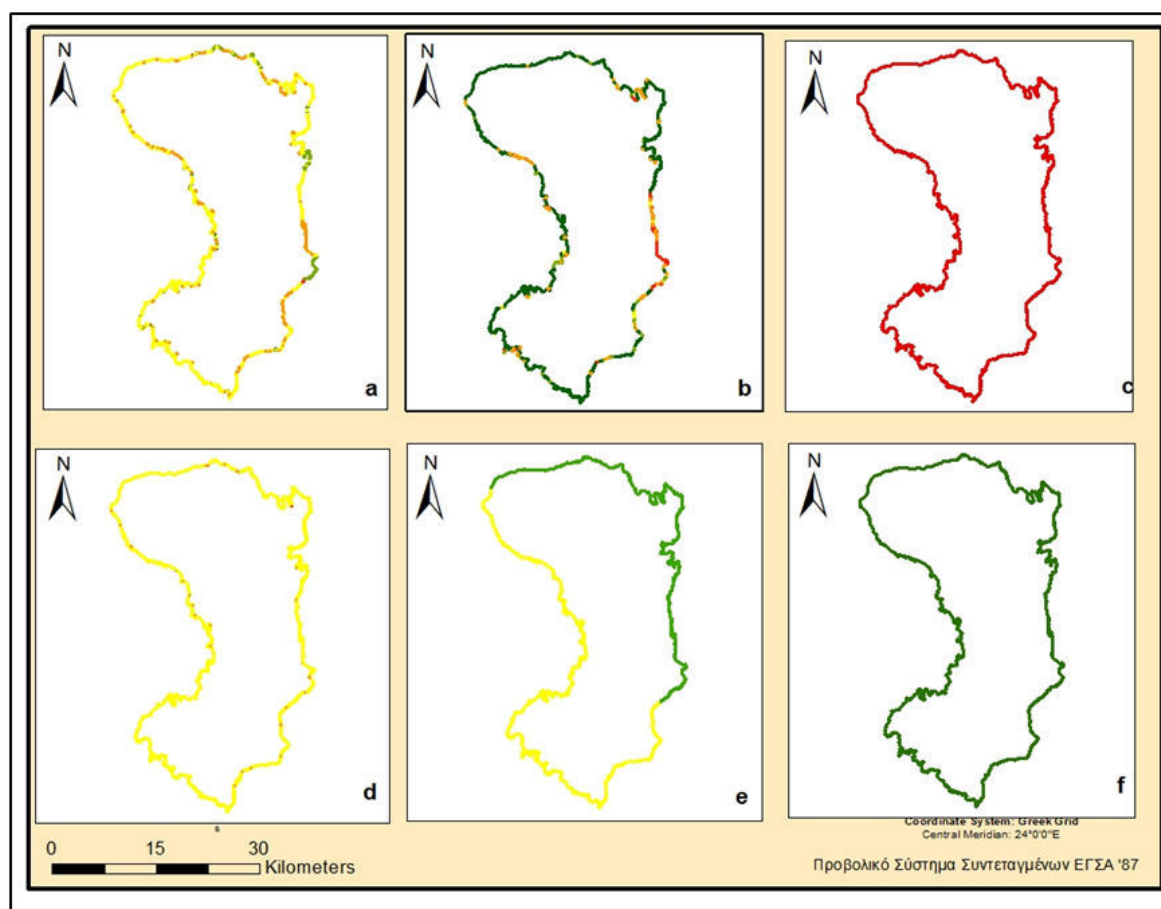 N
N
N
a
b
c
N
N
N
d
e
f
0 15 30
Kilometers
Coordinate System: Greek Grid
Central Meridian: 24°0'0"E
Προβολικό Σύστημα Συντεταγμένων ΕΓΣΑ '87